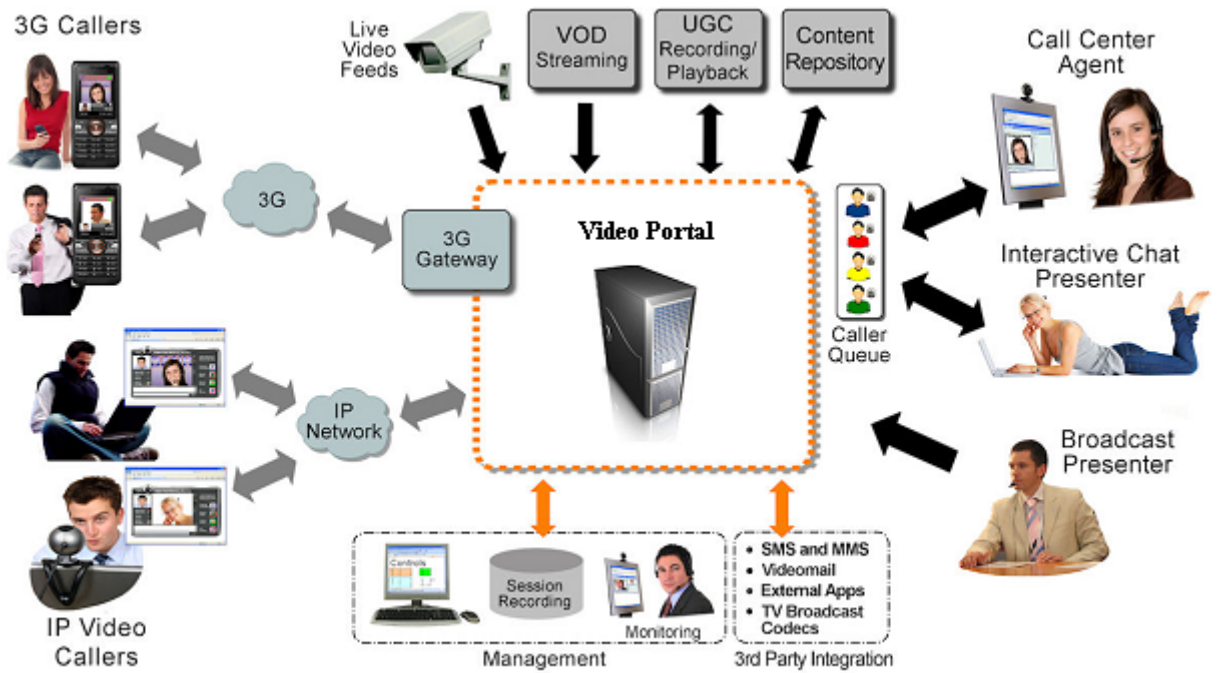 3G Callers
Live
Video
Feeds
VOD
Streaming
UGC
Recording/
Playback
Content
Repository
Call Center
Agent
3G
3G
Gateway
Video Portal
Caller
Queue
Interactive Chat
Presenter
IP
Network
Broadcast
Presenter
IP Video
Callers
Controls
Session
Recording
Monitoring
Management
• SMS and MMS
• Videomail
• External Apps
• TV Broadcast
Codecs
3rd Party Integration